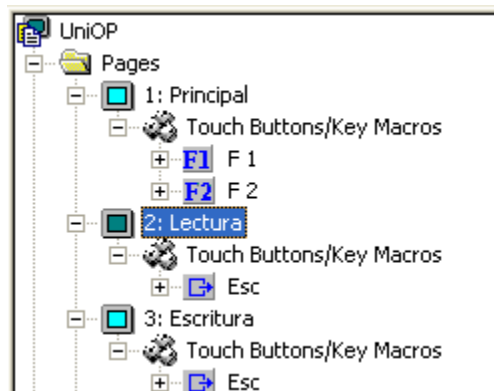 UniOP
Pages
1: Principal
Touch Buttons/Key Macros
F1 F 1
F2 F 2
2: Lectura
Touch Buttons/Key Macros
Esc
3: Escritura
Touch Buttons/Key Macros
Esc